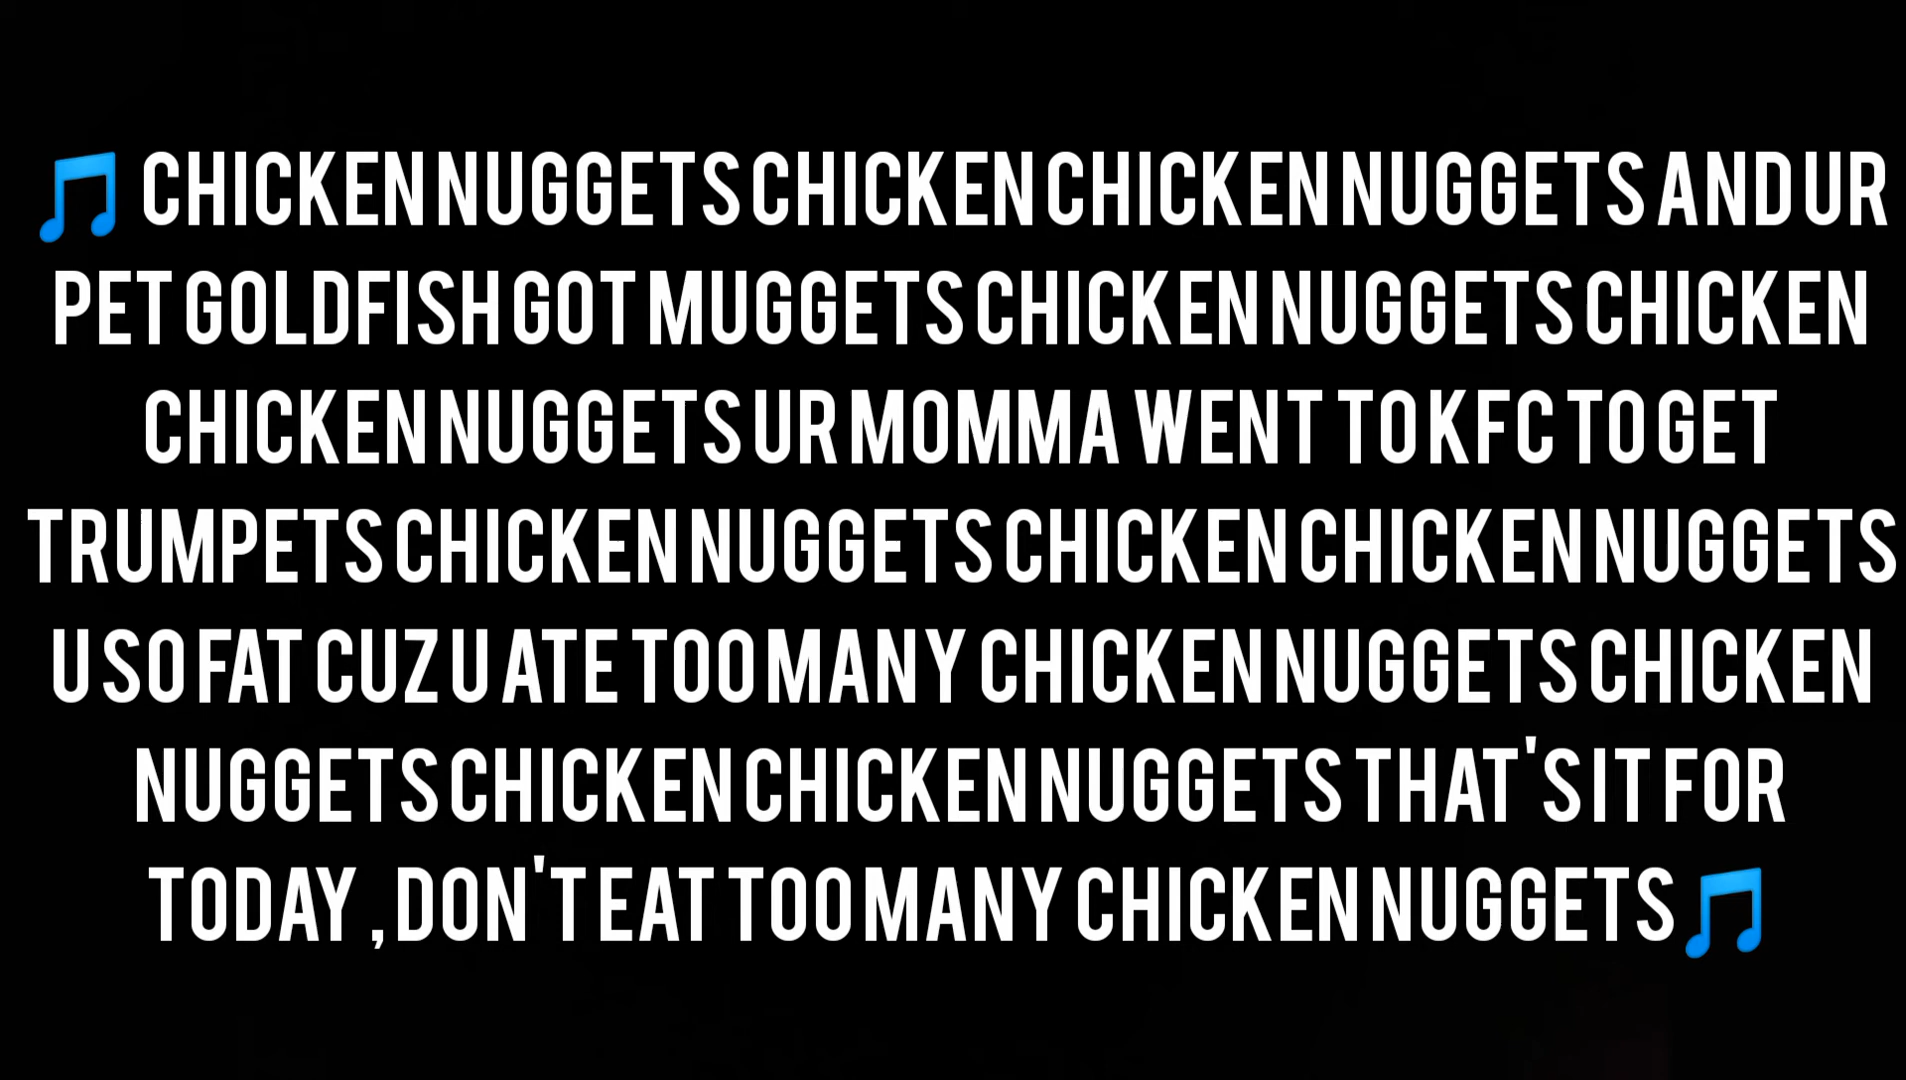 🎵 CHICKEN NUGGETS CHICKEN CHICKEN NUGGETS AND UR
PET GOLDFISH GOT MUGGETS CHICKEN NUGGETS CHICKEN
CHICKEN NUGGETS UR MOMMA WENT TO KFC TO GET
TRUMPETS CHICKEN NUGGETS CHICKEN CHICKEN NUGGETS
U SO FAT CUZ U ATE TOO MANY CHICKEN NUGGETS CHICKEN
NUGGETS CHICKEN CHICKEN NUGGETS THAT'S IT FOR
TODAY , DON'T EAT TOO MANY CHICKEN NUGGETS🎵